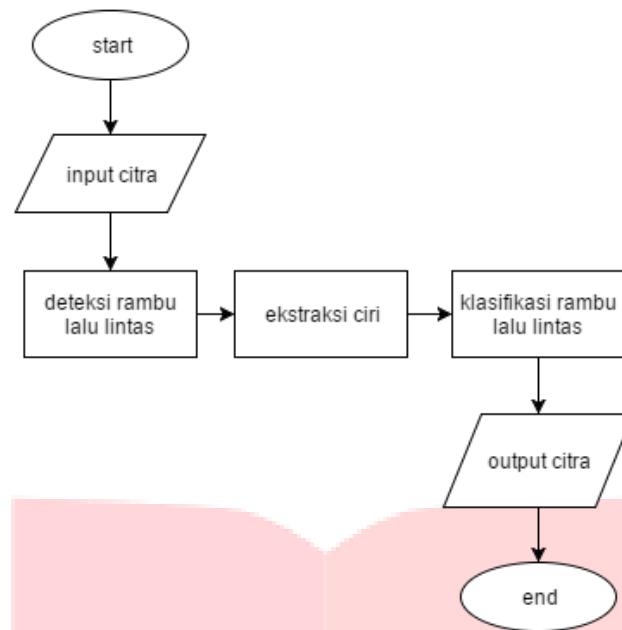 start
input citra
deteksi rambu
lalu lintas
ekstraksi ciri
klasifikasi rambu
lalu lintas
output citra
end